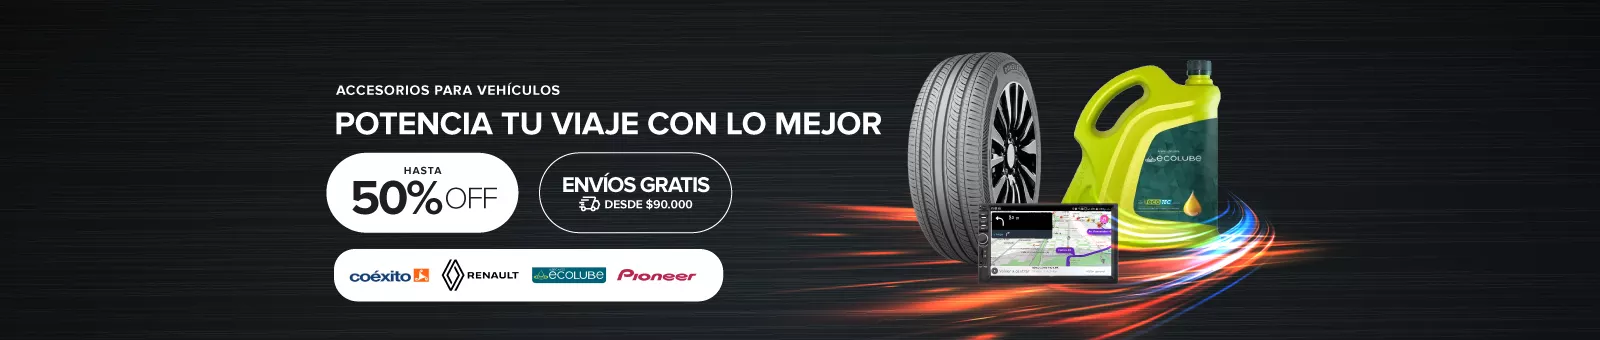 ACCESORIOS PARA VEHÍCULOS
POTENCIA TU VIAJE CON LO MEJOR
HASTA
50% OFF
ENVÍOS GRATIS
DESDE $90.000
coéxito
RENAULT
ecolube
Pioneer
ecolube